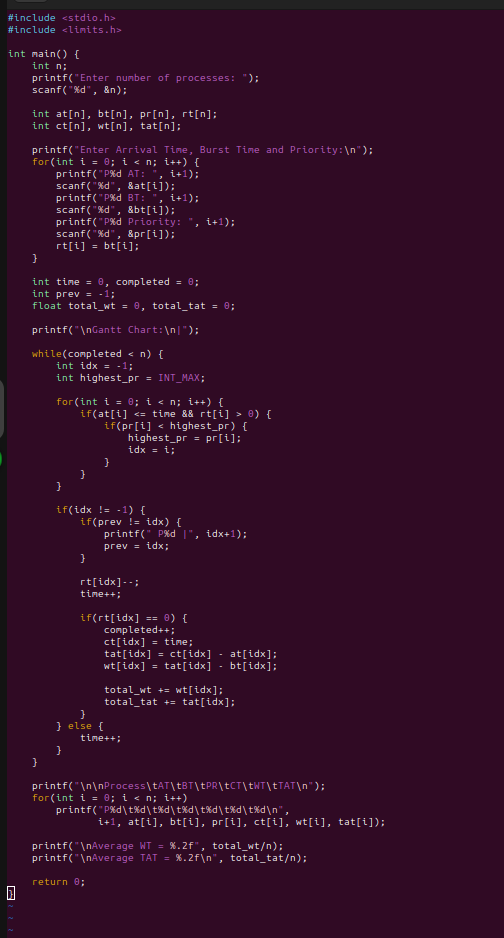 #include <stdio.h>
#include <limits.h>

int main() {
    int n;
    printf("Enter number of processes: ");
    scanf("%d", &n);

    int at[n], bt[n], pr[n], rt[n];
    int ct[n], wt[n], tat[n];

    printf("Enter Arrival Time, Burst Time and Priority:\n");
    for(int i = 0; i < n; i++) {
        printf("P%d AT: ", i+1);
        scanf("%d", &at[i]);
        printf("P%d BT: ", i+1);
        scanf("%d", &bt[i]);
        printf("P%d Priority: ", i+1);
        scanf("%d", &pr[i]);
        rt[i] = bt[i];
    }

    int time = 0, completed = 0;
    int prev = -1;
    float total_wt = 0, total_tat = 0;

    printf("\nGantt Chart:\n|");

    while(completed < n) {
        int idx = -1;
        int highest_pr = INT_MAX;

        for(int i = 0; i < n; i++) {
            if(at[i] <= time && rt[i] > 0) {
                if(pr[i] < highest_pr) {
                    highest_pr = pr[i];
                    idx = i;
                }
            }
        }

        if(idx != -1) {
            if(prev != idx) {
                printf(" P%d |", idx+1);
                prev = idx;
            }

            rt[idx]--;
            time++;

            if(rt[idx] == 0) {
                completed++;
                ct[idx] = time;
                tat[idx] = ct[idx] - at[idx];
                wt[idx] = tat[idx] - bt[idx];

                total_wt += wt[idx];
                total_tat += tat[idx];
            }
        } else {
            time++;
        }
    }

    printf("\n\nProcess\tAT\tBT\tPR\tCT\tWT\tTAT\n");
    for(int i = 0; i < n; i++)
        printf("P%d\t%d\t%d\t%d\t%d\t%d\t%d\n",
               i+1, at[i], bt[i], pr[i], ct[i], wt[i], tat[i]);

    printf("\nAverage WT = %.2f", total_wt/n);
    printf("\nAverage TAT = %.2f\n", total_tat/n);

    return 0;
}
~
~
~